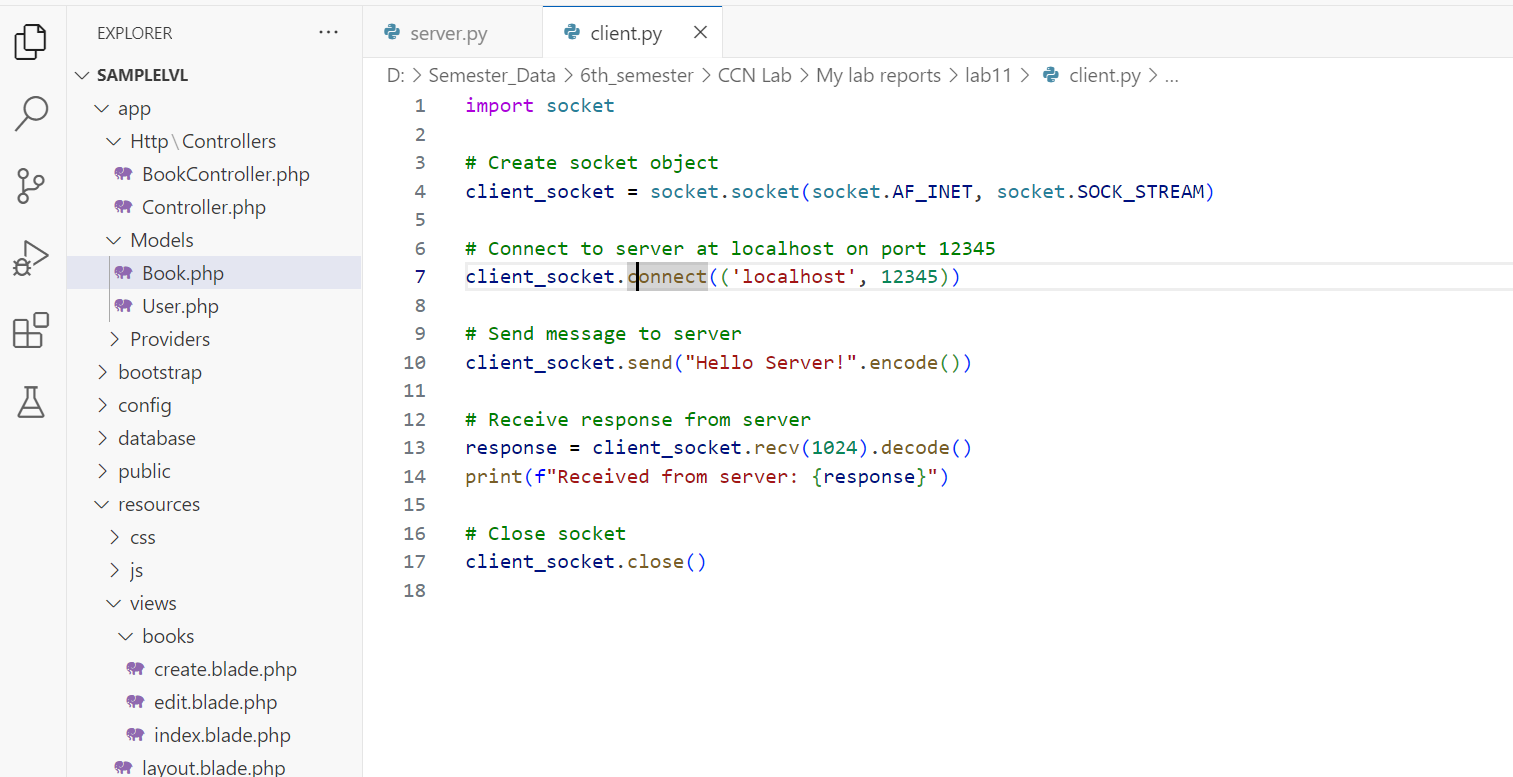 EXPLORER ...
SAMPLELVL
app
Http\Controllers
BookController.php
Controller.php
Models
Book.php
User.php
Providers
bootstrap
config
database
public
resources
css
js
views
books
create.blade.php
edit.blade.php
index.blade.php
layout.blade.php
server.py client.py
D: > Semester_Data > 6th_semester > CCN Lab > My lab reports > lab11 > client.py > ...
1 import socket
2
3 # Create socket object
4 client_socket = socket.socket(socket.AF_INET, socket.SOCK_STREAM)
5
6 # Connect to server at localhost on port 12345
7 client_socket.connect(('localhost', 12345))
8
9 # Send message to server
10 client_socket.send("Hello Server!".encode())
11
12 # Receive response from server
13 response = client_socket.recv(1024).decode()
14 print(f"Received from server: {response}")
15
16 # Close socket
17 client_socket.close()
18